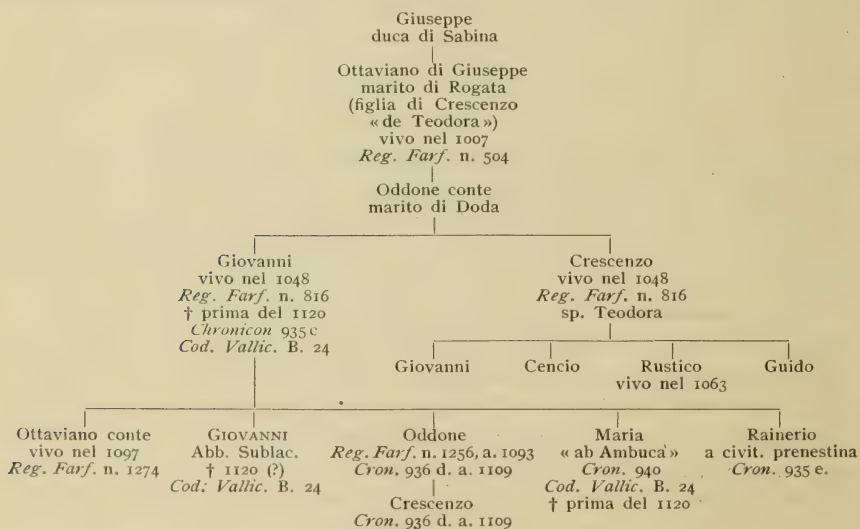 Giuseppe
duca di Sabina
Ottaviano di Giuseppe
marito di Rogata
(figlia di Crescenzo
« de Teodora »)
vivo nel 1007
Reg. Farf. n. 504
Oddone conte
marito di Doda
Giovanni
vivo nel 1048
Reg. Farf. n. 816
† prima del 1120
Chronicon 935 c
Cod. Vallic. B. 24
Crescenzo
vivo nel 1048
Reg. Farf. n. 816
sp. Teodora
Giovanni
Cencio
Rustico
vivo nel 1063
Guido
Ottaviano conte
vivo nel 1097
Reg. Farf. n. 1274
GIOVANNI
Abb. Sublac.
† 1120 (?)
Cod. Vallic. B. 24
Oddone
Reg. Farf. n. 1256, a. 1093
Cron. 936 d. a. 1109
Crescenzo
Cron. 936 d. a. 1109
Maria
« ab Ambuca »
Cron. 940
Cod. Vallic. B. 24
† prima del 1120
Rainerio
a civit. prenestina
Cron. 935 e.